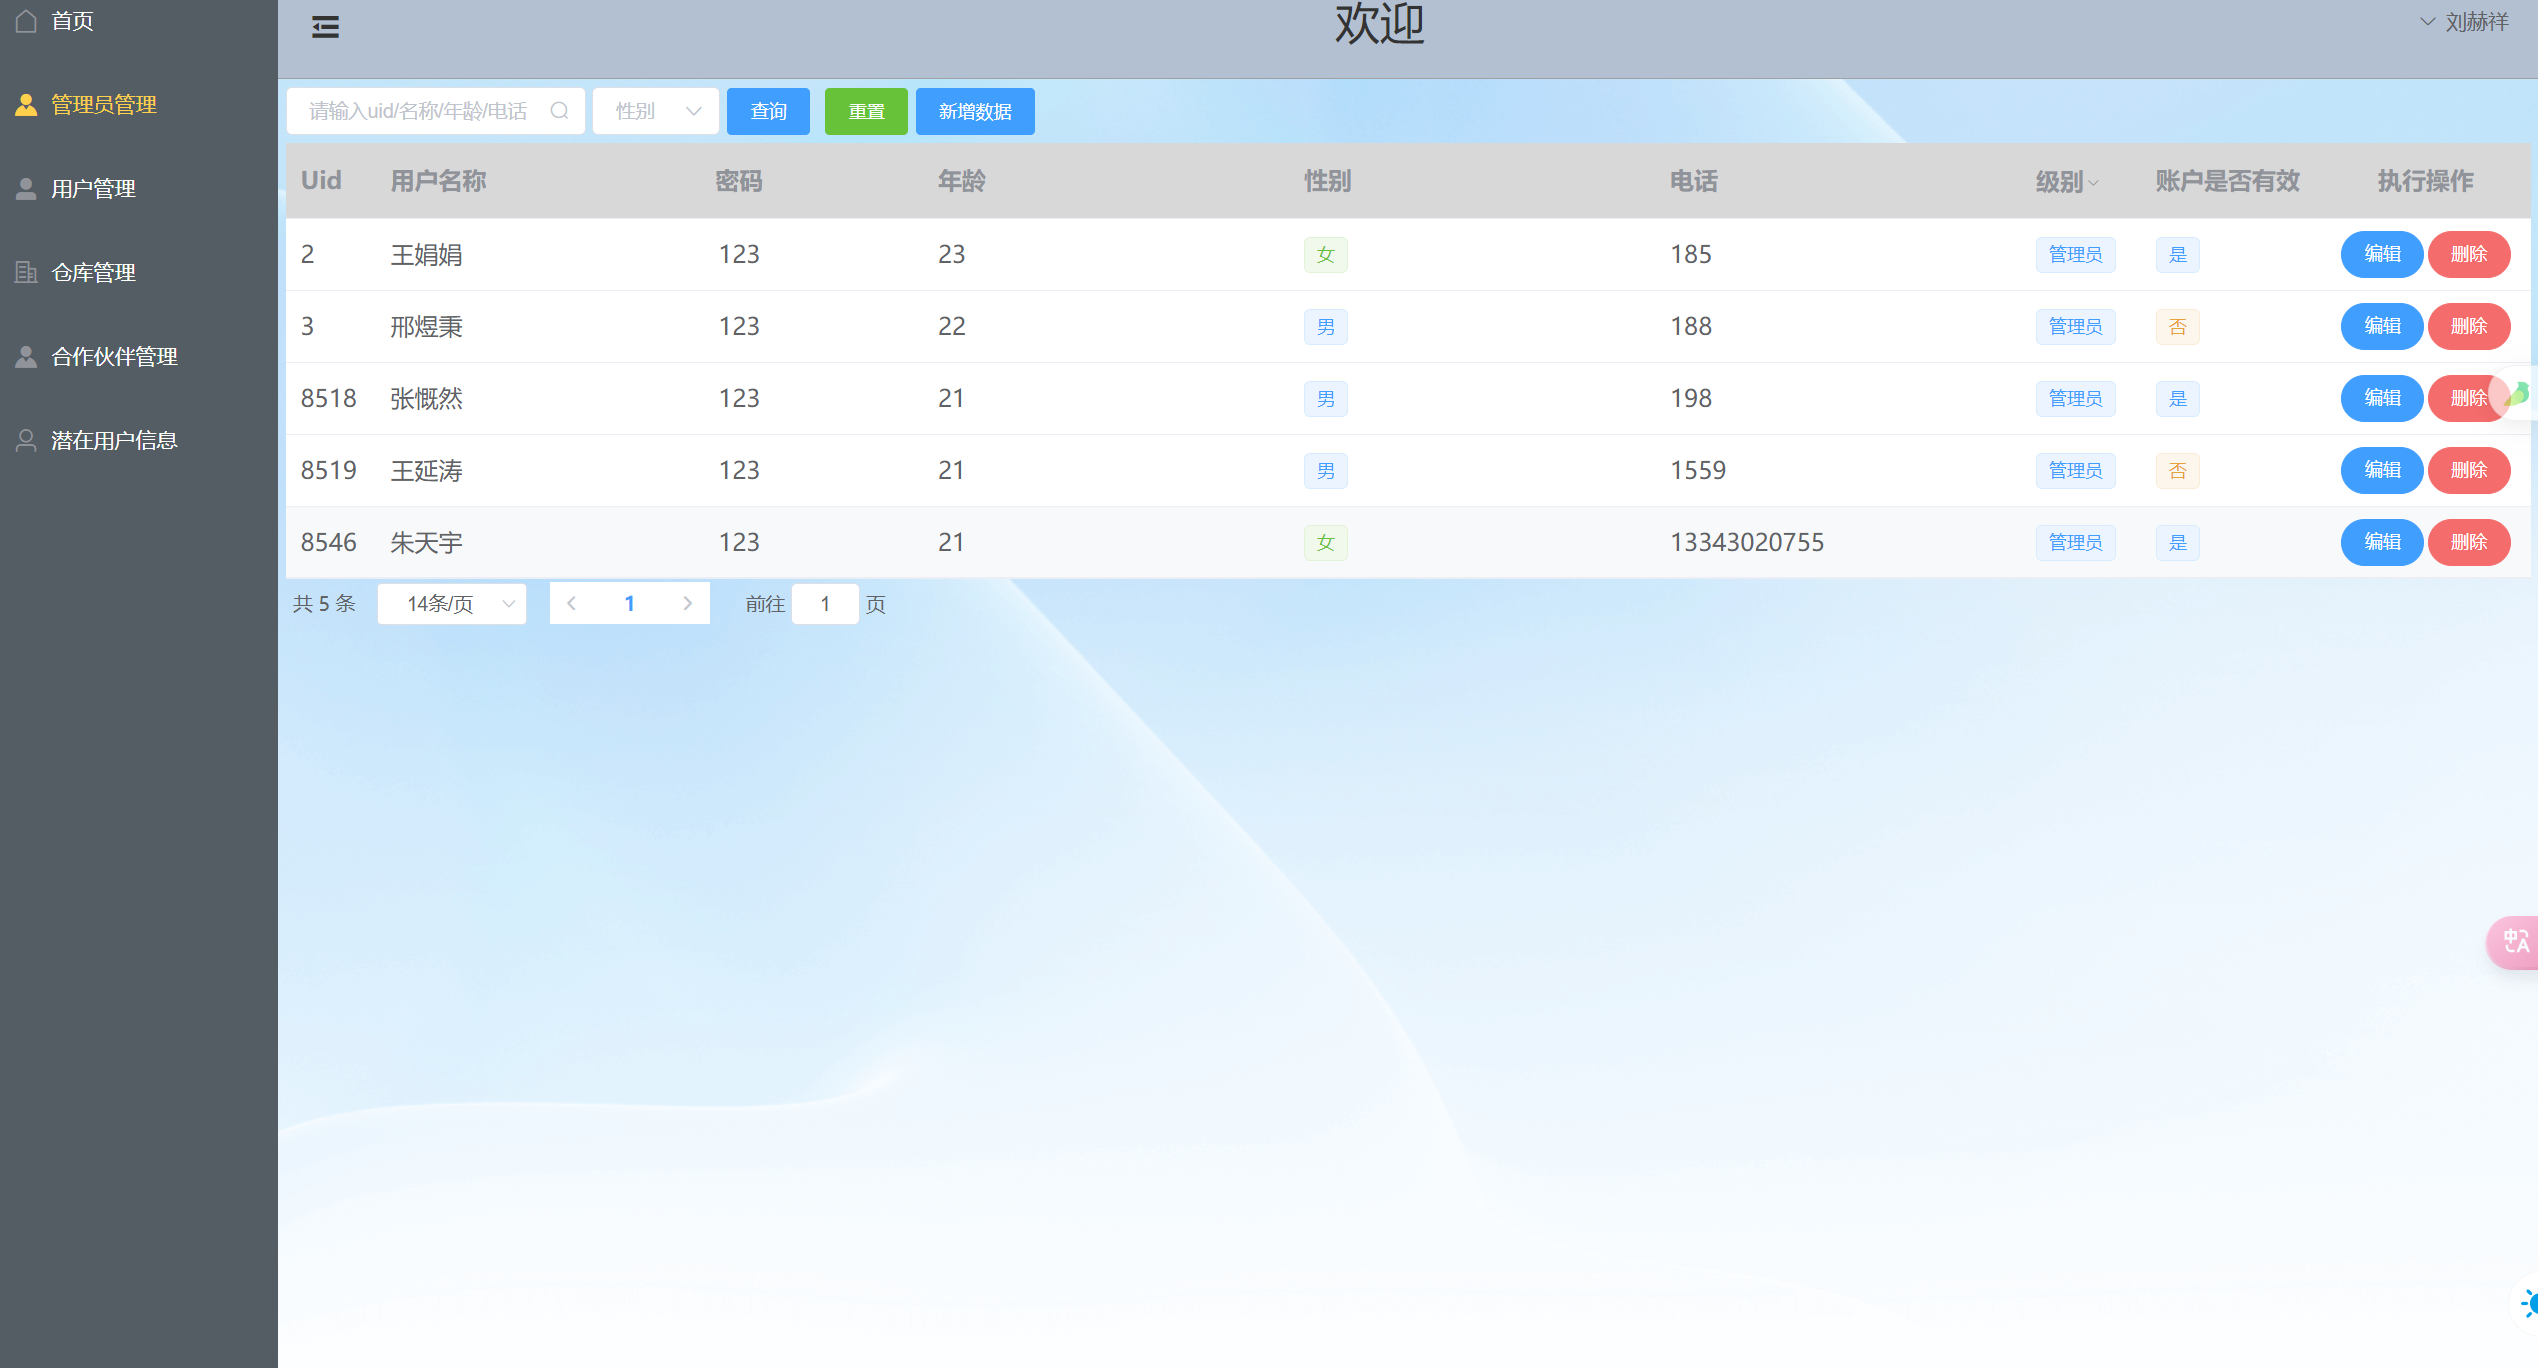 首页
管理员管理
用户管理
仓库管理
合作伙伴管理
潜在用户信息
欢迎
刘赫祥
请输入uid/名称/年龄/电话 性别 查询 重置 新增数据
Uid 用户名称 密码 年龄 性别 电话 级别 账户是否有效 执行操作
2 王娟娟 123 23 女 185 管理员 是 编辑 删除
3 邢煜秉 123 22 男 188 管理员 否 编辑 删除
8518 张慨然 123 21 男 198 管理员 是 编辑 删除
8519 王延涛 123 21 男 1559 管理员 否 编辑 删除
8546 朱天宇 123 21 女 13343020755 管理员 是 编辑 删除
共 5 条 14条/页 1 前往 1 页
中A